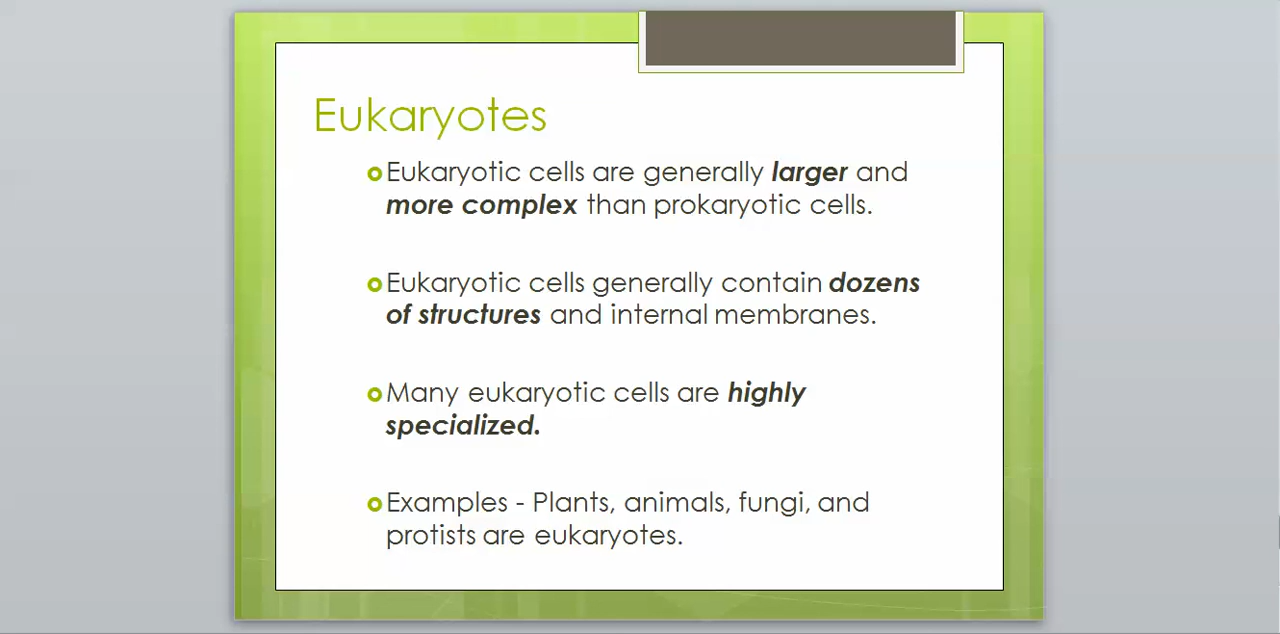 Eukaryotes
Eukaryotic cells are generally larger and
more complex than prokaryotic cells.
Eukaryotic cells generally contain dozens
of structures and internal membranes.
Many eukaryotic cells are highly
specialized.
Examples - Plants, animals, fungi, and
protists are eukaryotes.